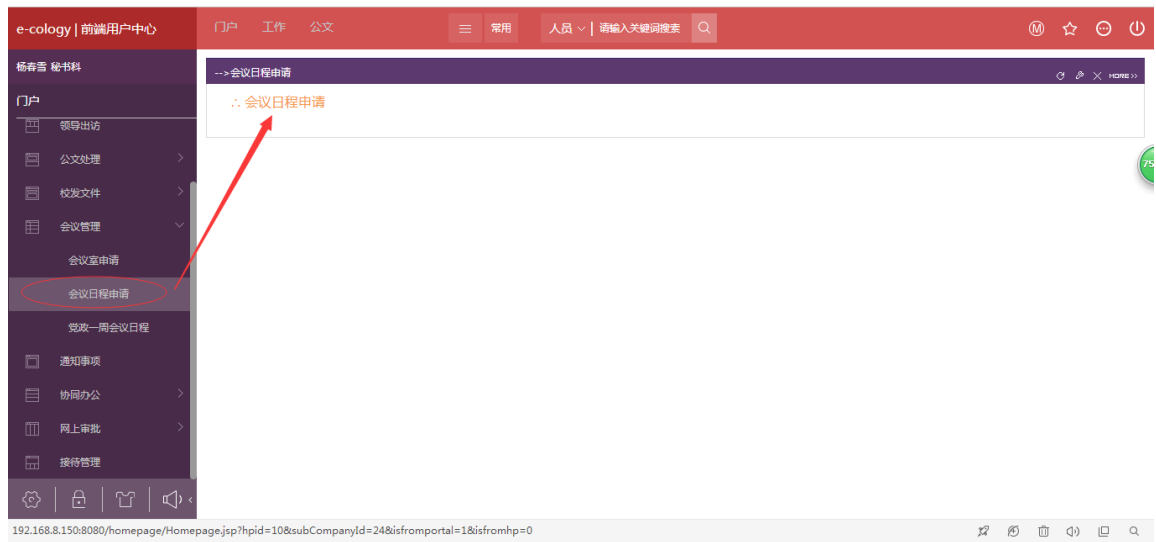 e-cology | 前端用户中心
门户 工作 公文
常用
人员 请输入关键词搜索
M
杨春雪 秘书科
-->会议日程申请
MORE>>
门户
∴ 会议日程申请
领导出访
公文处理
校发文件
会议管理
会议室申请
会议日程申请
党政一周会议日程
通知事项
协同办公
网上审批
接待管理
75
192.168.8.150:8080/homepage/Homepage.jsp?hpid=10&subCompanyId=24&isfromportal=1&isfromhp=0